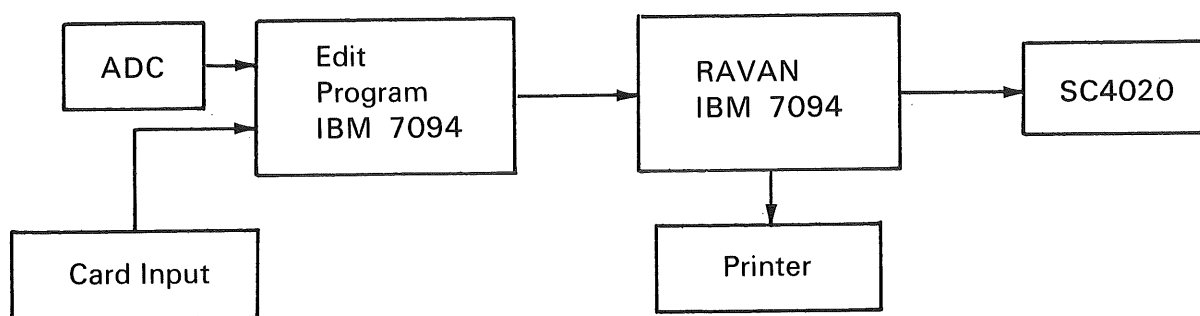 ADC
Edit
Program
IBM 7094
RAVAN
IBM 7094
SC4020
Card Input
Printer